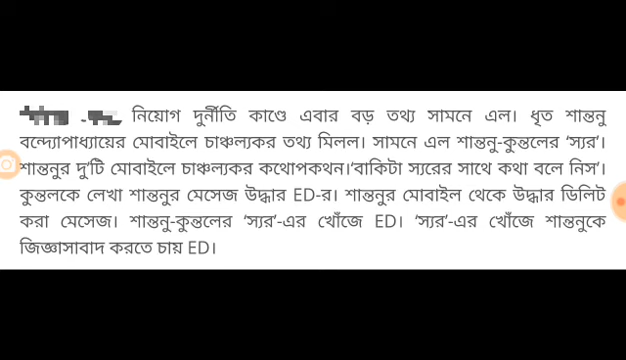 নিয়োগ দুর্নীতি কাণ্ডে এবার বড় তথ্য সামনে এল। ধৃত শান্তনু
বন্দ্যোপাধ্যায়ের মোবাইলে চাঞ্চল্যকর তথ্য মিলল। সামনে এল শান্তনু-কুন্তলের ‘স্যর’।
শান্তনুর দু’টি মোবাইলে চাঞ্চল্যকর কথোপকথন।‘বাকিটা স্যরের সাথে কথা বলে নিস’।
কুন্তলকে লেখা শান্তনুর মেসেজ উদ্ধার ED-র। শান্তনুর মোবাইল থেকে উদ্ধার ডিলিট
করা মেসেজ। শান্তনু-কুন্তলের ‘স্যর’-এর খোঁজে ED। ‘স্যর’-এর খোঁজে শান্তনুকে
জিজ্ঞাসাবাদ করতে চায় ED।